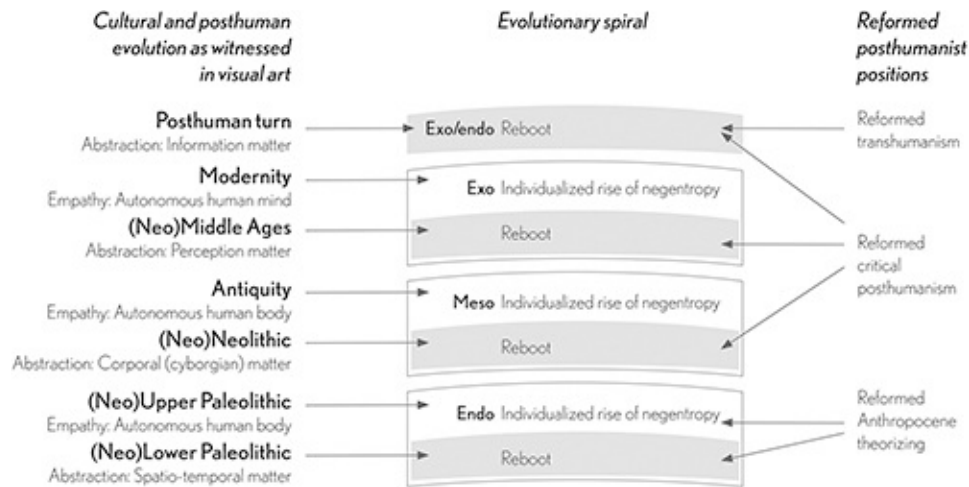 Cultural and posthuman
evolution as witnessed
in visual art
Evolutionary spiral
Reformed
posthumanist
positions
Posthuman turn
Abstraction: Information matter
Exo/endo Reboot
Reformed
transhumanism
Modernity
Empathy: Autonomous human mind
Exo Individualized rise of negentropy
(Neo)Middle Ages
Abstraction: Perception matter
Reboot
Reformed
critical
posthumanism
Antiquity
Empathy: Autonomous human body
Meso Individualized rise of negentropy
(Neo)Neolithic
Abstraction: Corporal (cyborgian) matter
Reboot
(Neo)Upper Paleolithic
Empathy: Autonomous human body
Endo Individualized rise of negentropy
Reformed
Anthropocene
theorizing
(Neo)Lower Paleolithic
Abstraction: Spatio-temporal matter
Reboot